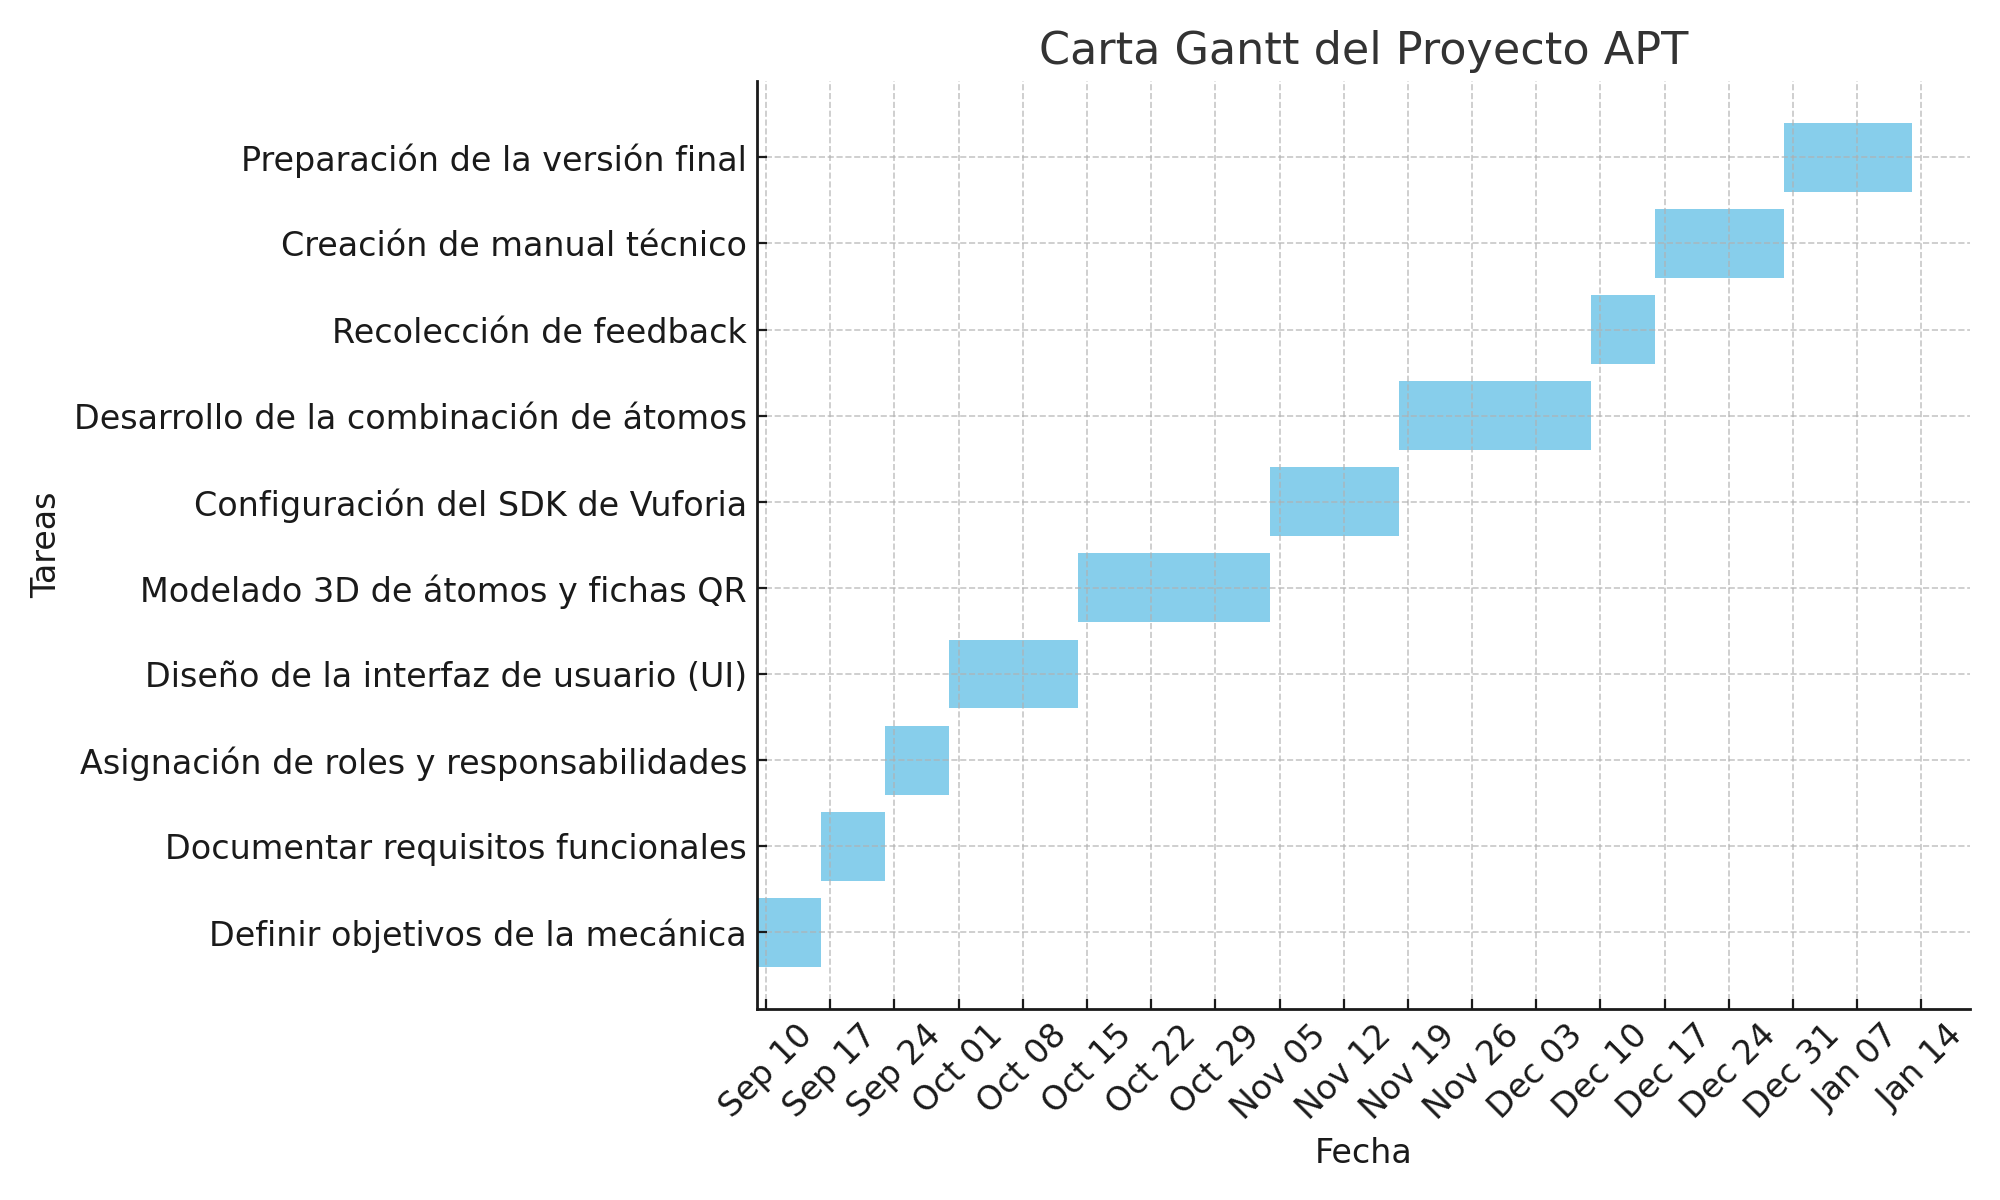 Carta Gantt del Proyecto APT
Preparación de la versión final
Creación de manual técnico
Recolección de feedback
Desarrollo de la combinación de átomos
Configuración del SDK de Vuforia
Modelado 3D de átomos y fichas QR
Diseño de la interfaz de usuario (UI)
Asignación de roles y responsabilidades
Documentar requisitos funcionales
Definir objetivos de la mecánica
Tareas
Sep 10
Sep 17
Sep 24
Oct 01
Oct 08
Oct 15
Oct 22
Oct 29
Nov 05
Nov 12
Nov 19
Nov 26
Dec 03
Dec 10
Dec 17
Dec 24
Dec 31
Jan 07
Jan 14
Fecha